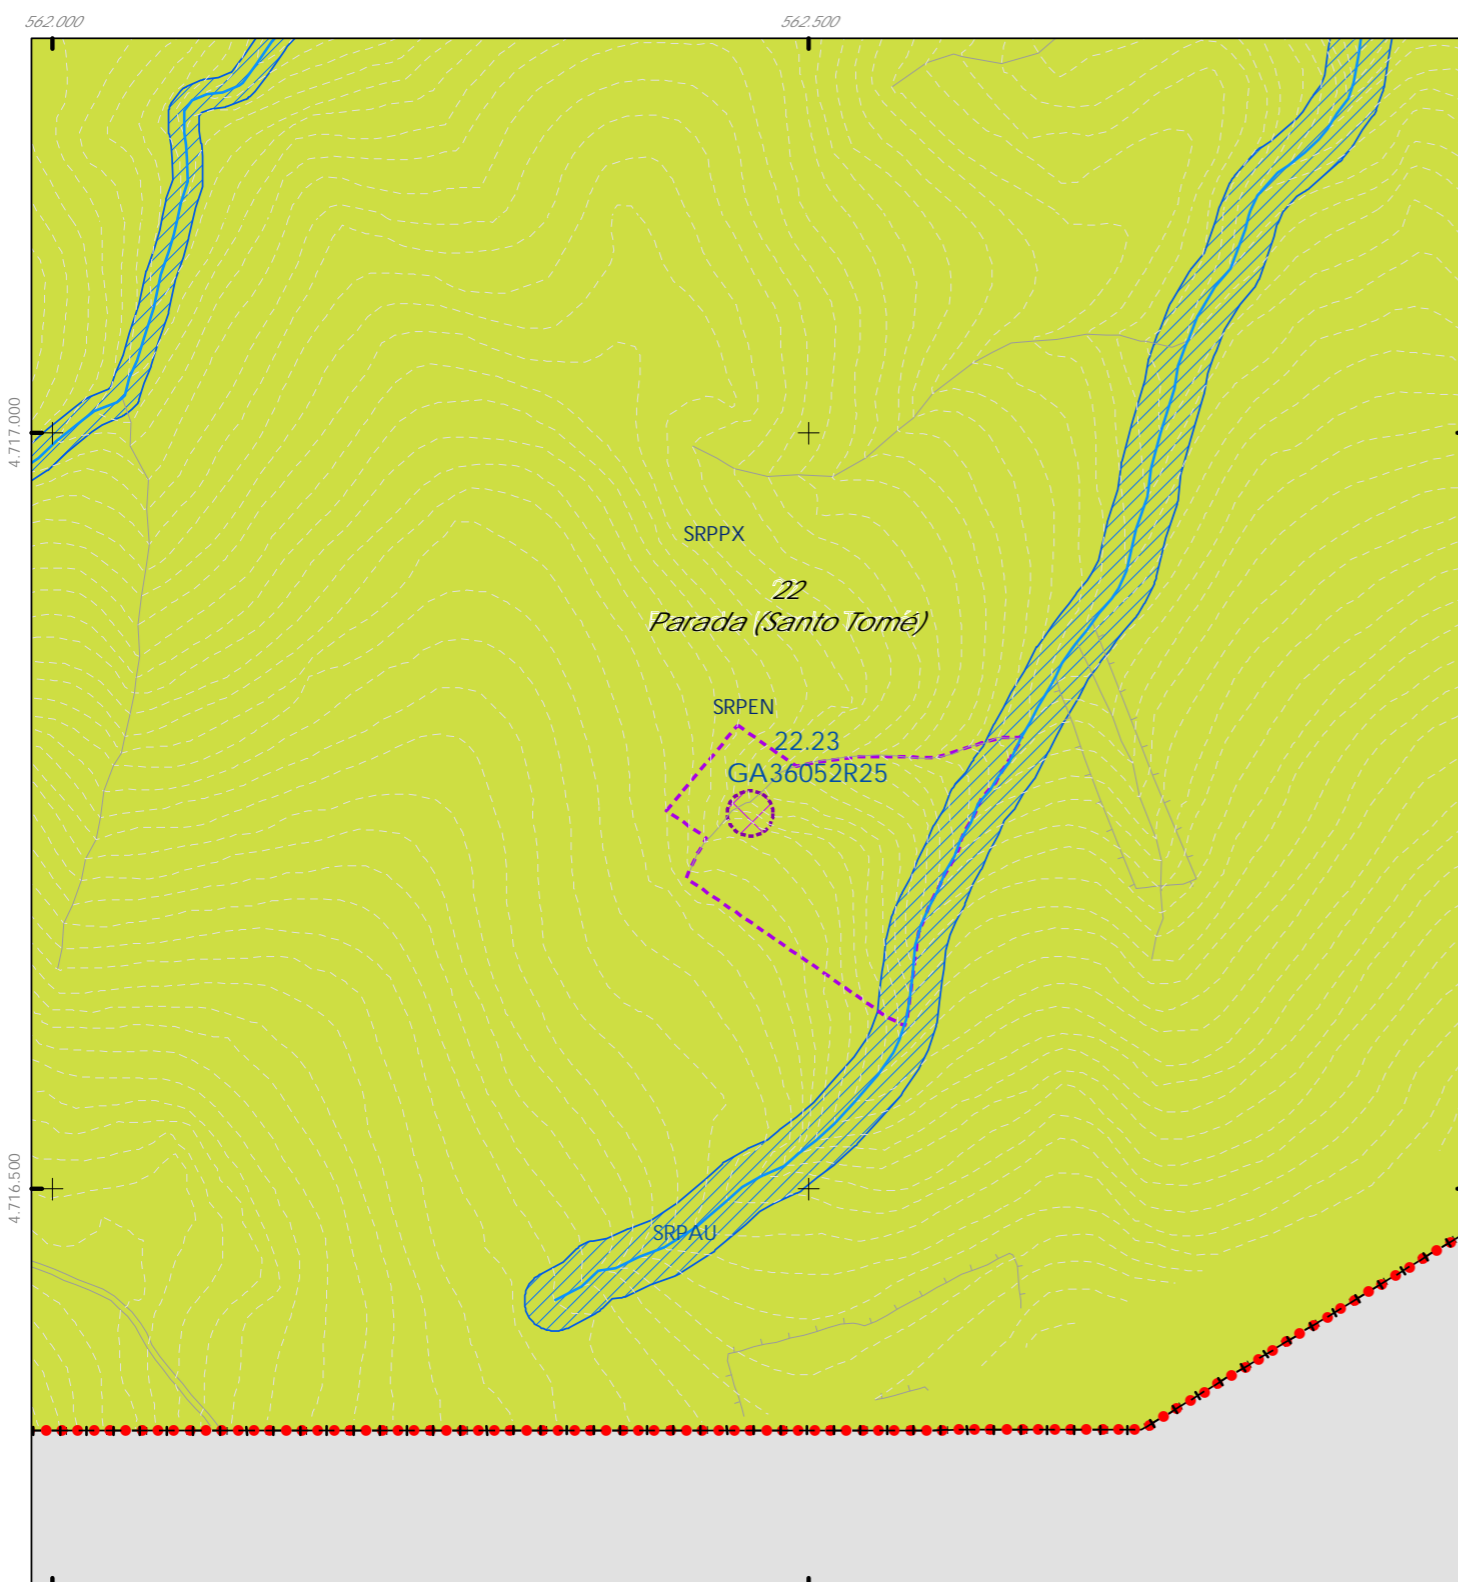 562.000
562.500
4.717.000
SRPPX
22
Parada (Santo Tomé)
SRPEN
22.23
GA36052R25
4.716.500
SRPAU